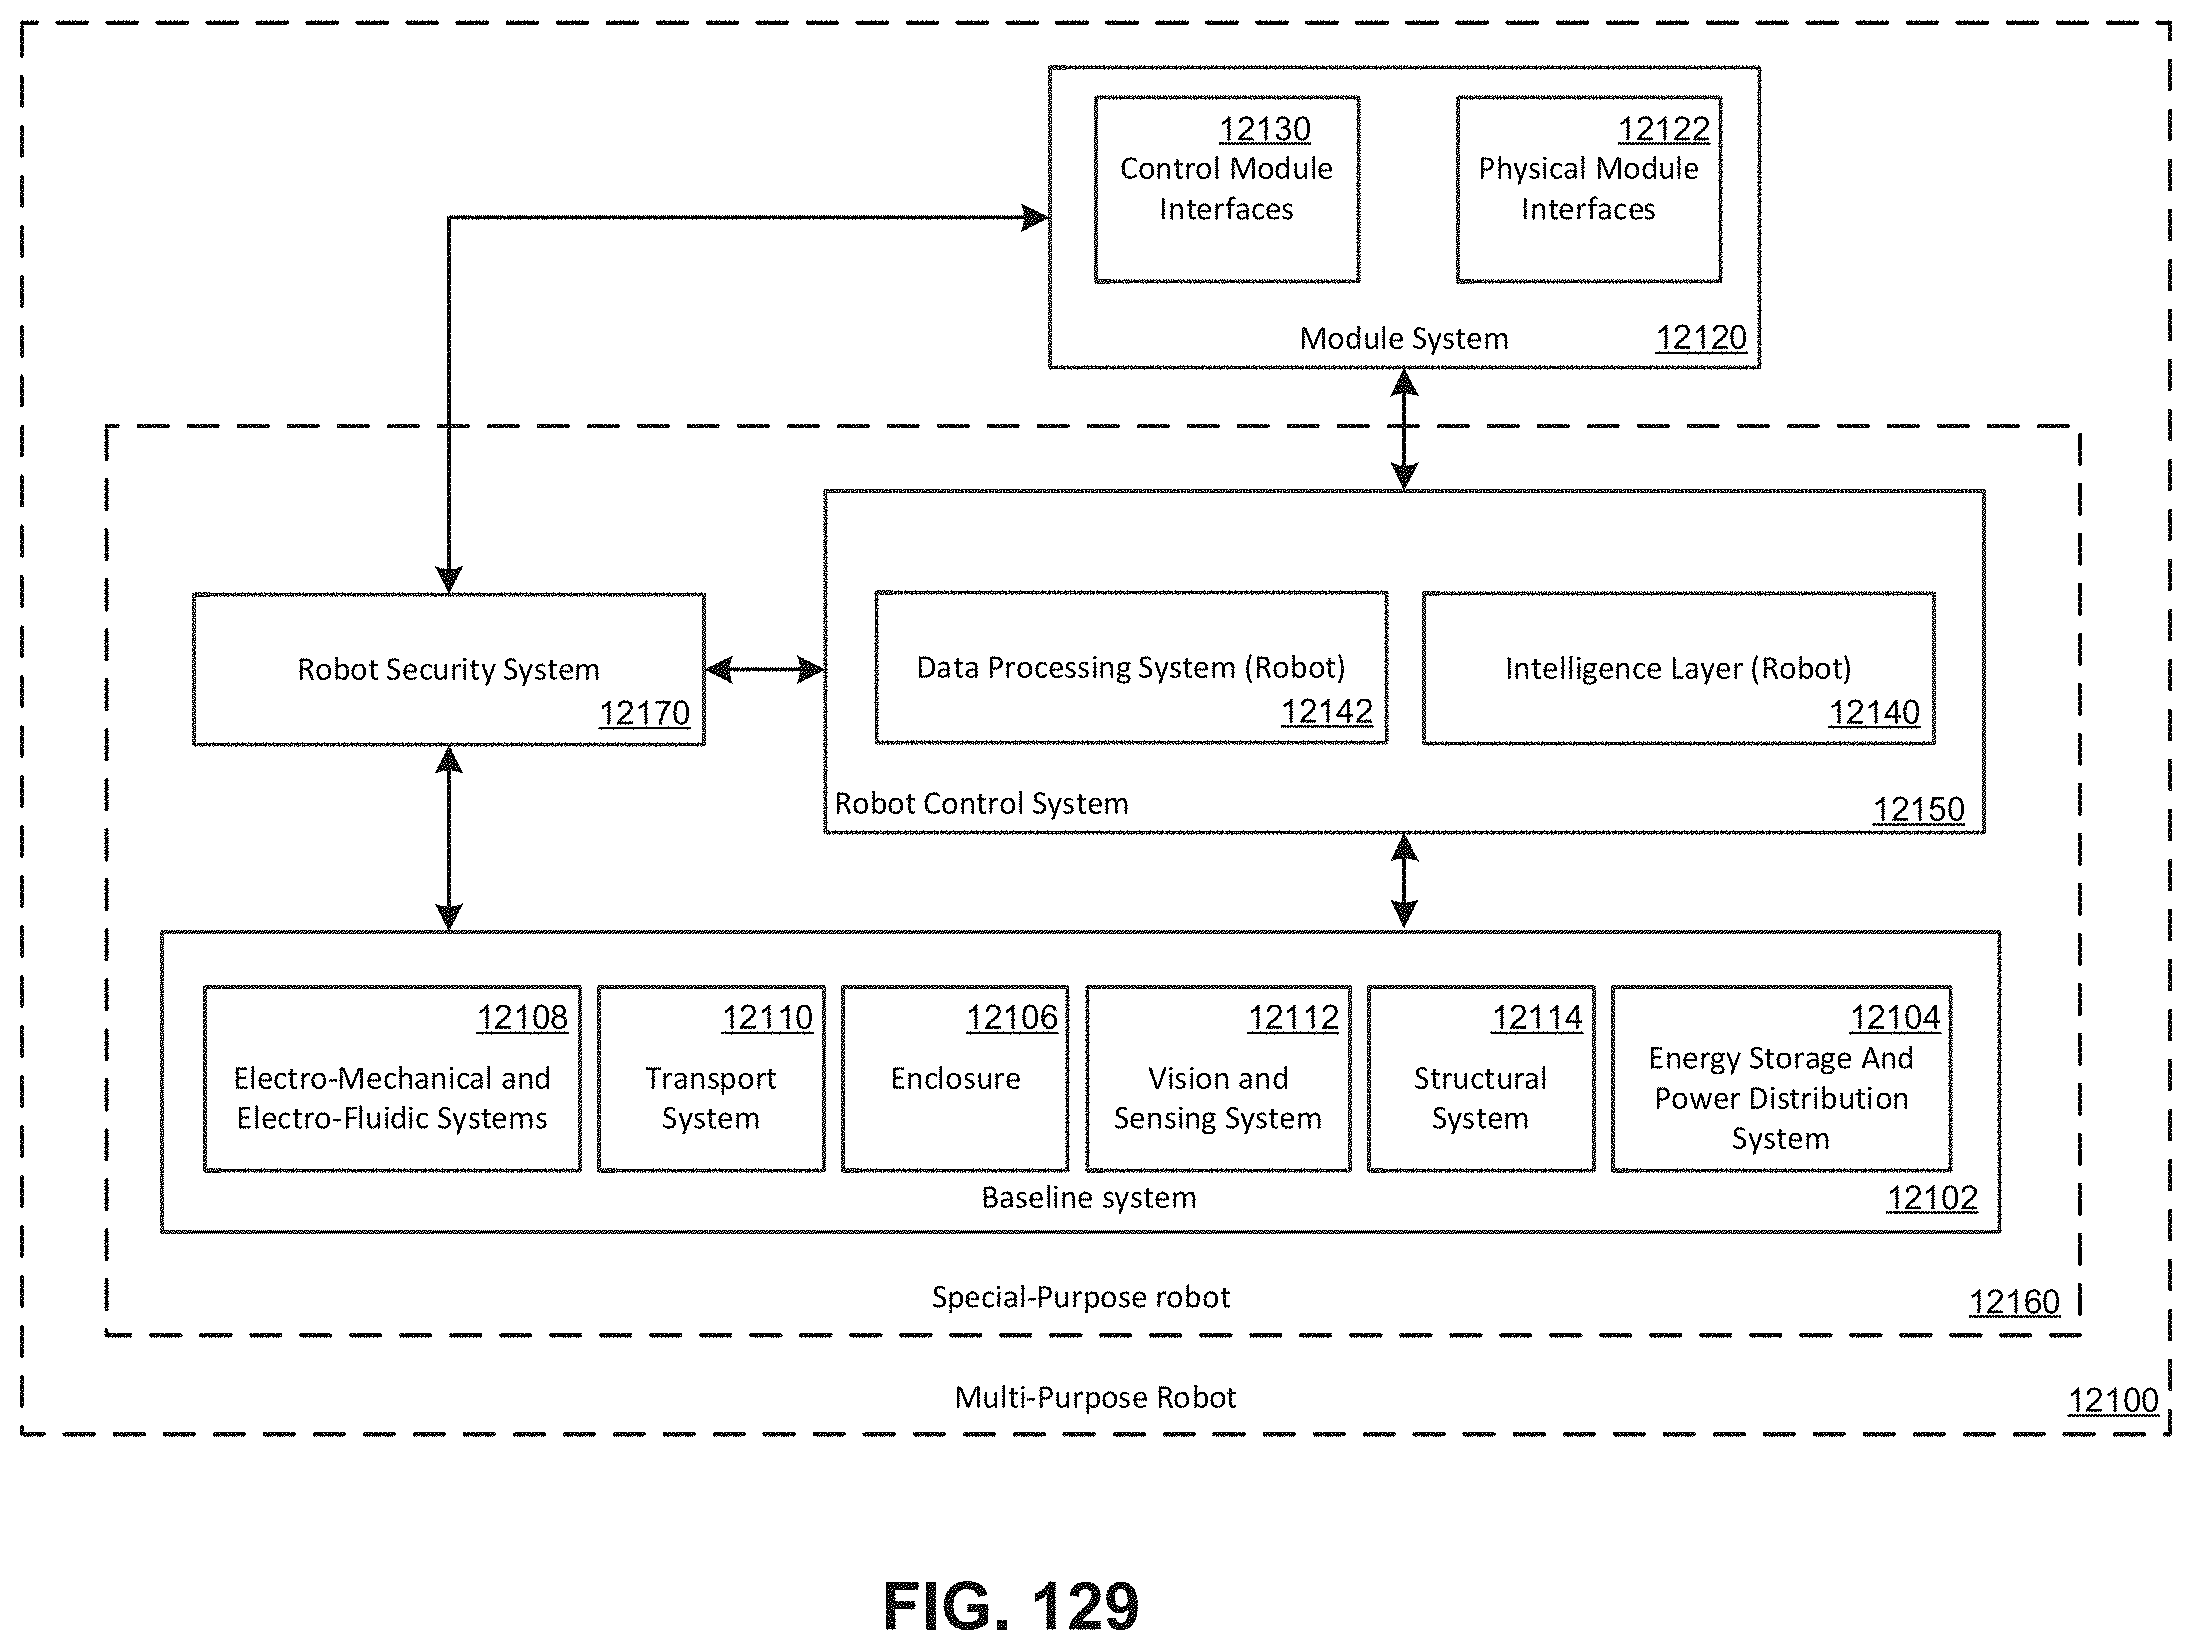 12130
Control Module
Interfaces
12122
Physical Module
Interfaces
Module System
12120
Robot Security System
12170
Data Processing System (Robot)
12142
Intelligence Layer (Robot)
12140
Robot Control System
12150
12108
Electro-Mechanical and
Electro-Fluidic Systems
12110
Transport
System
12106
Enclosure
12112
Vision and
Sensing System
12114
Structural
System
12104
Energy Storage And
Power Distribution
System
Baseline system
12102
Special-Purpose robot
12160
Multi-Purpose Robot
12100
FIG. 129